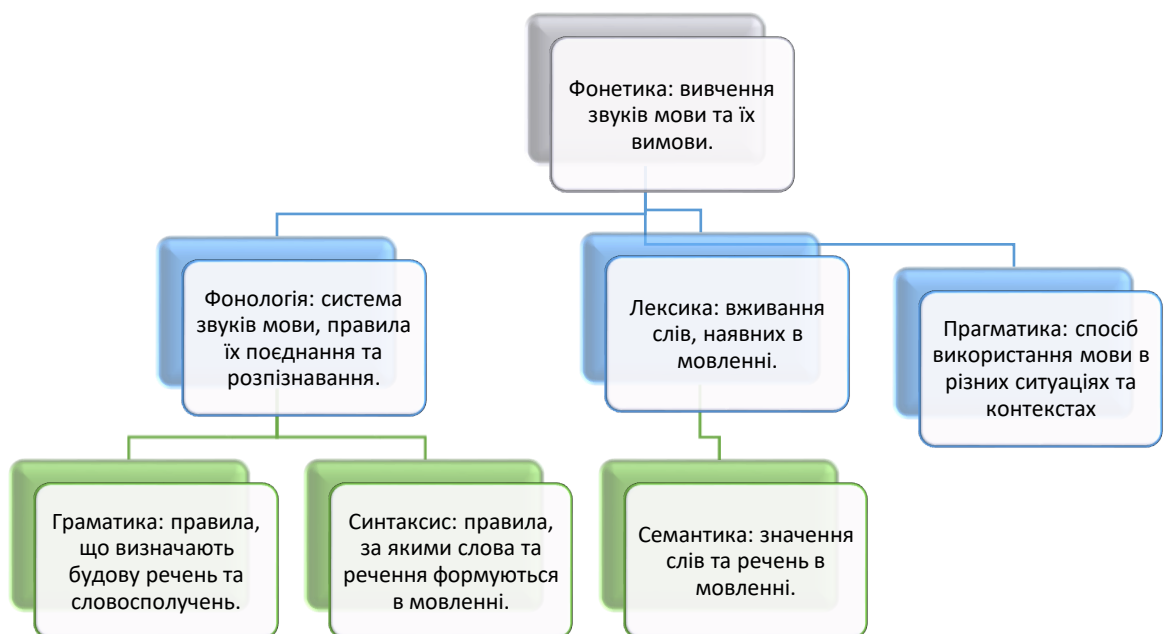 Фонетика: вивчення
звуків мови та їх
вимови.
Фонологія: система
звуків мови, правила
їх поєднання та
розпізнавання.
Лексика: вживання
слів, наявних в
мовленні.
Прагматика: спосіб
використання мови в
різних ситуаціях та
контекстах
Граматика: правила,
що визначають
будову речень та
словосполучень.
Синтаксис: правила,
за якими слова та
речення формуються
в мовленні.
Семантика: значення
слів та речень в
мовленні.